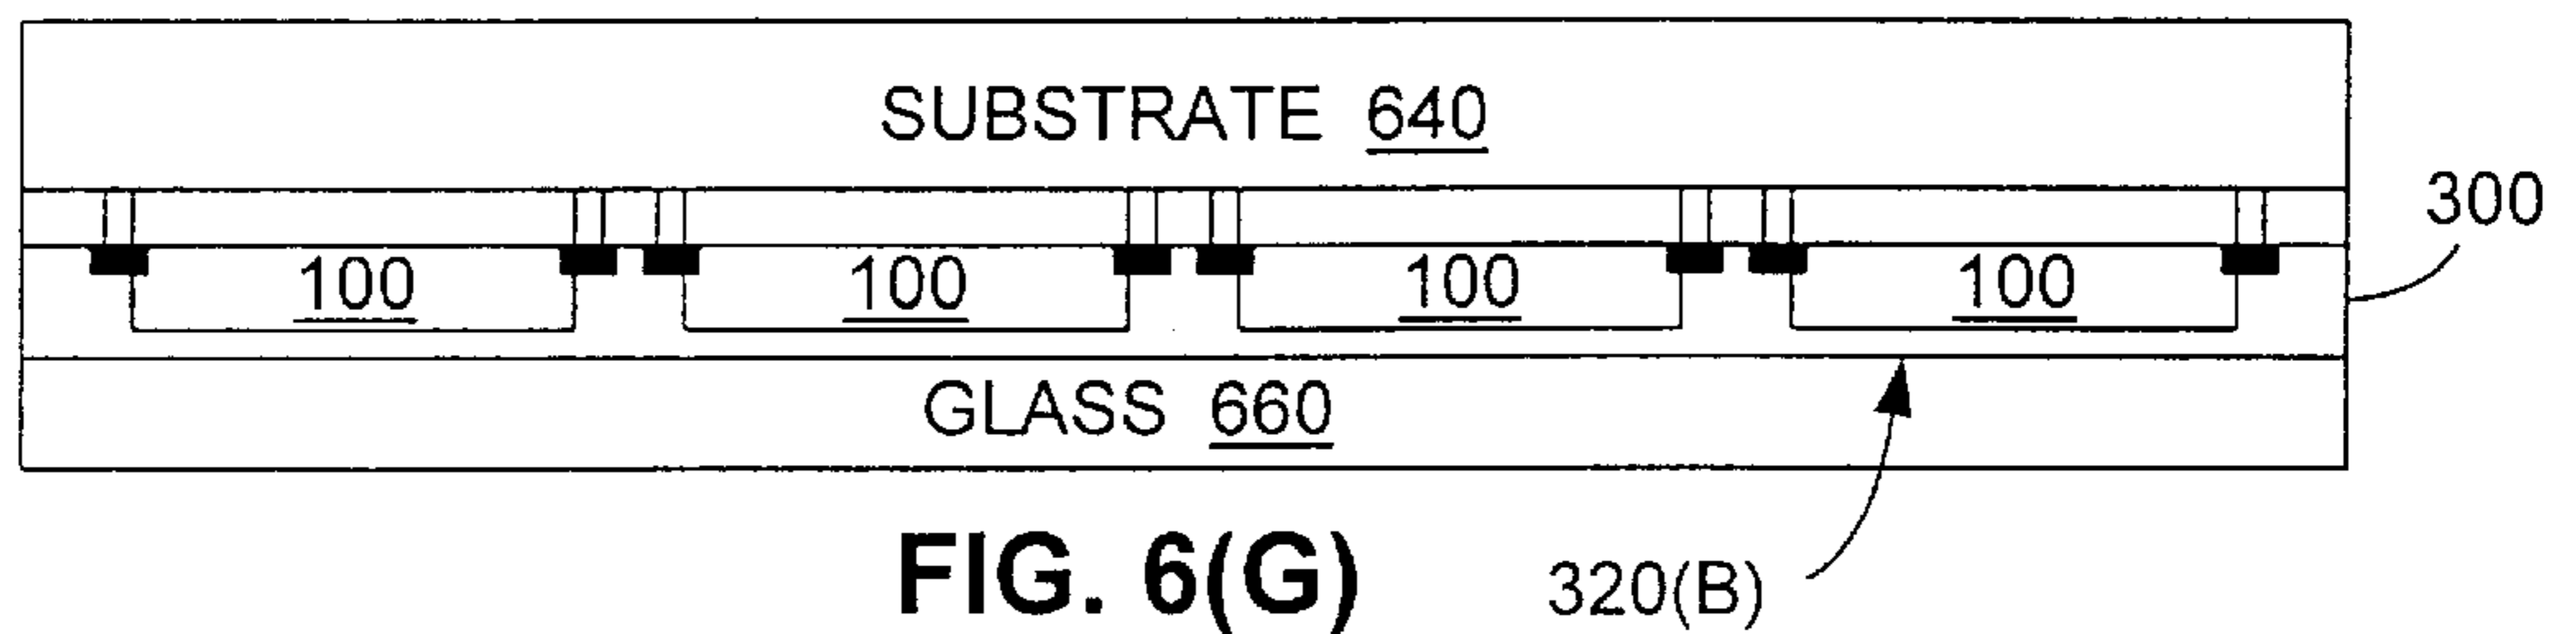 SUBSTRATE 640
300
100 100 100 100
GLASS 660
FIG. 6(G)
320(B)